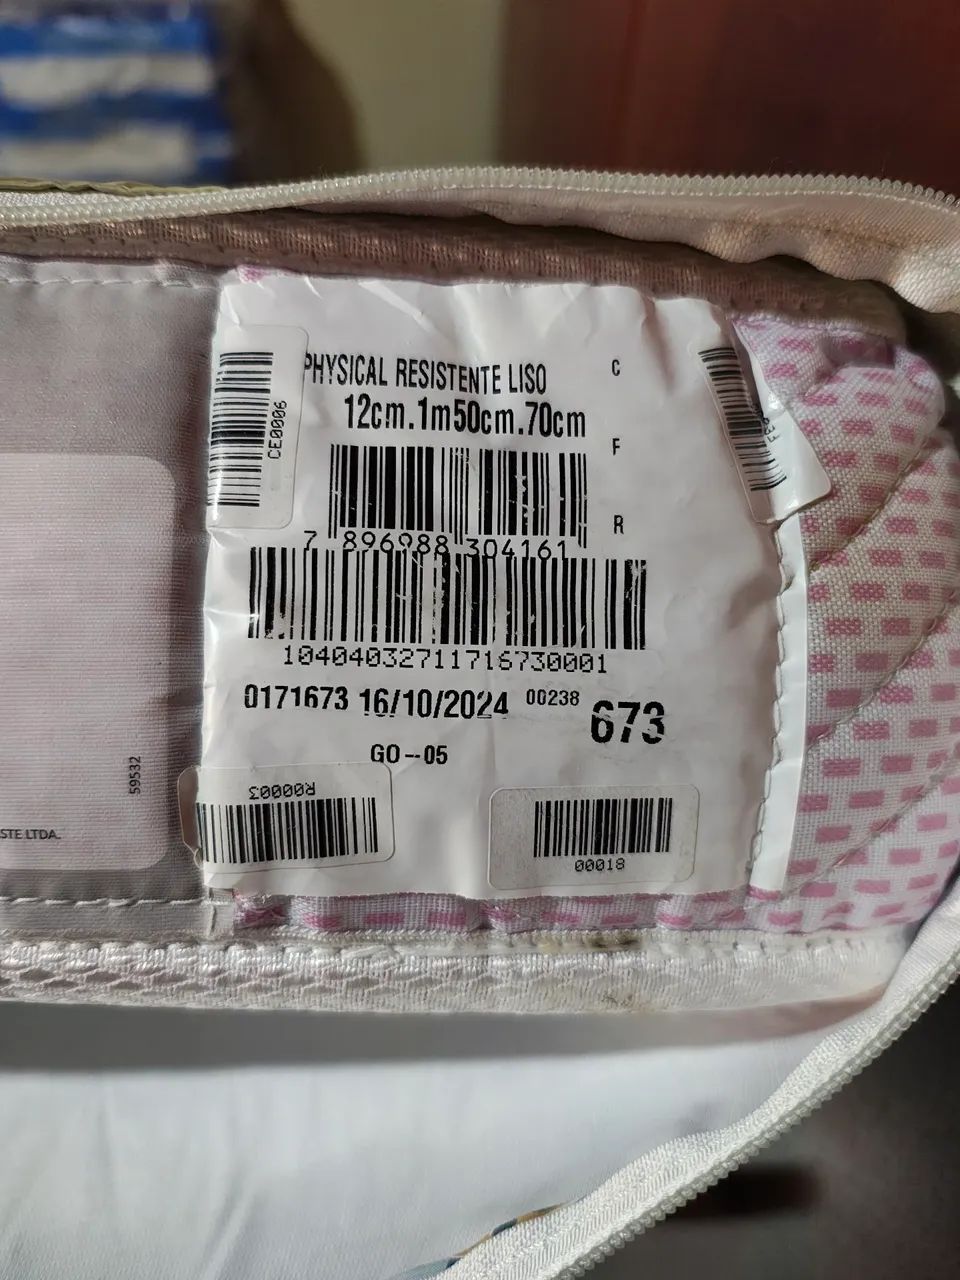 PHYSICAL RESISTENTE LISO
12cm.1m50cm.70cm
C
F
R
CE0006
7 896988 304161
10404032711716730001
0171673 16/10/2024 00238 673
GO--05
R00003
00018
59532
STE LTDA.